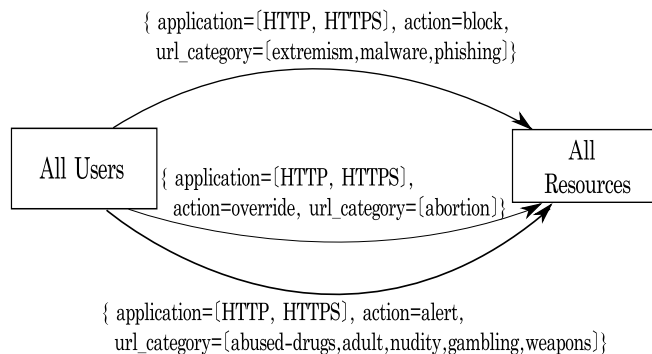 { application=[HTTP, HTTPS], action=block,
url_category=[extremism,malware,phishing]}
All Users
{ application=[HTTP, HTTPS],
action=override, url_category=[abortion]}
All
Resources
{ application=[HTTP, HTTPS], action=alert,
url_category=[abused-drugs,adult,nudity,gambling,weapons]}